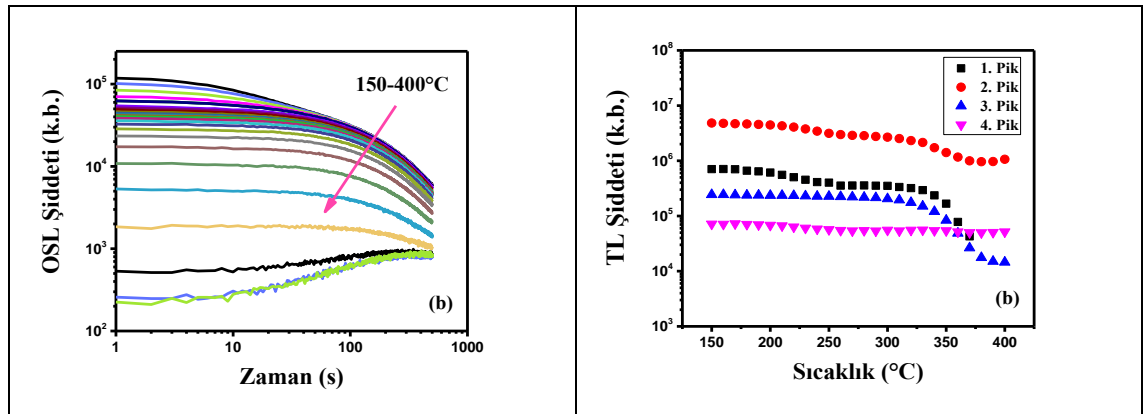 OSL Şiddeti (k.b.)
10⁵
10⁴
10³
10²
150-400°C
(b)
1
10
100
1000
Zaman (s)
TL Şiddeti (k.b.)
10⁸
10⁷
10⁶
10⁵
10⁴
10³
1. Pik
2. Pik
3. Pik
4. Pik
(b)
150
200
250
300
350
400
Sıcaklık (°C)